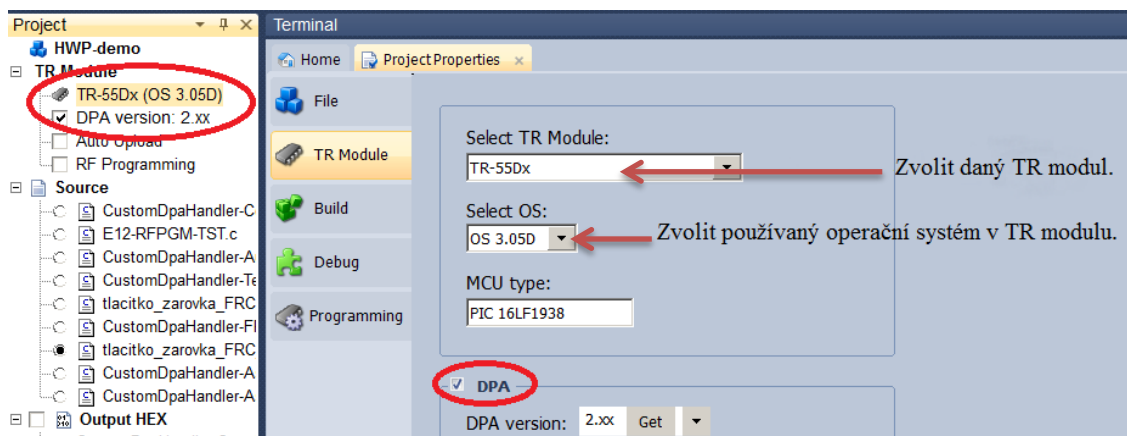 Project
HWP-demo
TR Module
TR-55Dx (OS 3.05D)
DPA version: 2.xx
Auto Upload
RF Programming
Source
CustomDpaHandler-C
E12-RFPGM-TST.c
CustomDpaHandler-A
CustomDpaHandler-Te
tlacitko_zarovka_FRC
CustomDpaHandler-Fl
tlacitko_zarovka_FRC
CustomDpaHandler-A
CustomDpaHandler-A
Output HEX
Terminal
Home
Project Properties
File
TR Module
Build
Debug
Programming
Select TR Module:
TR-55Dx
Zvolit daný TR modul.
Select OS:
OS 3.05D
Zvolit používaný operační systém v TR modulu.
MCU type:
PIC 16LF1938
DPA
DPA version: 2.xx Get